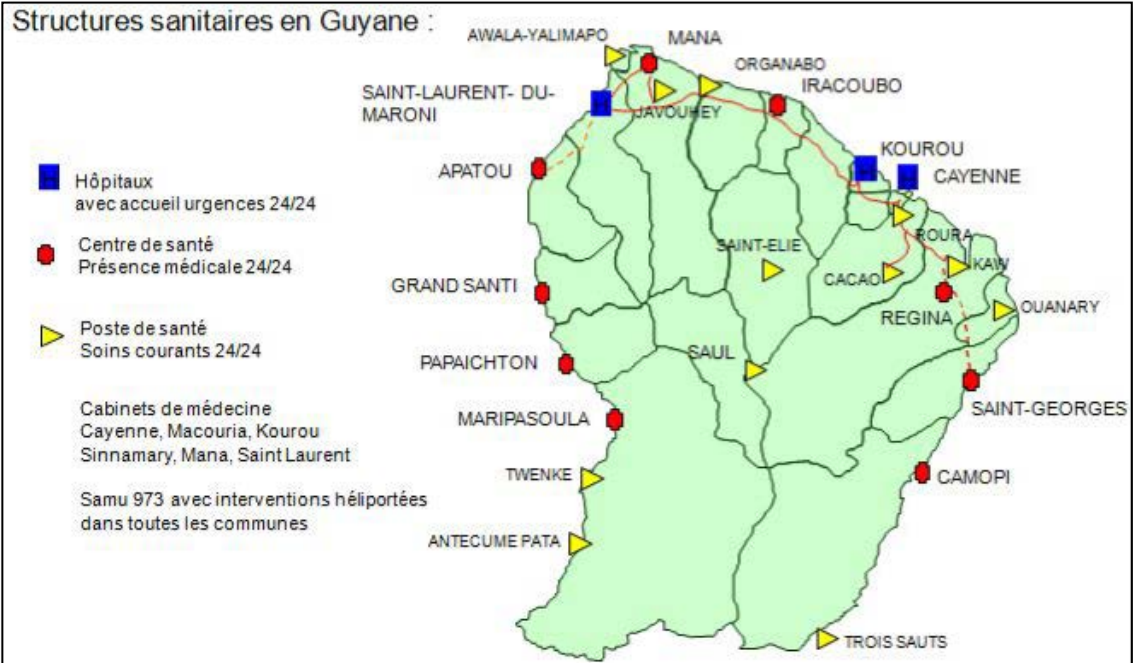 Structures sanitaires en Guyane :
AWALA-YALIMAPO
MANA
ORGANABO
IRACOUBO
SAINT-LAURENT- DU-
MARONI
JAVOUHEY
KOUROU
CAYENNE
APATOU
H
Hôpitaux
avec accueil urgences 24/24
Centre de santé
Présence médicale 24/24
Poste de santé
Soins courants 24/24
Cabinets de médecine
Cayenne, Macouria, Kourou
Sinnamary, Mana, Saint Laurent
Samu 973 avec interventions héliportées
dans toutes les communes
H
H
H
ROURA
SAINT-ELIE
CACAO
KAW
GRAND SANTI
REGINA
OUANARY
SAUL
PAPAICHTON
SAINT-GEORGES
MARIPASOULA
CAMOPI
TWENKE
ANTECUME PATA
TROIS SAUTS